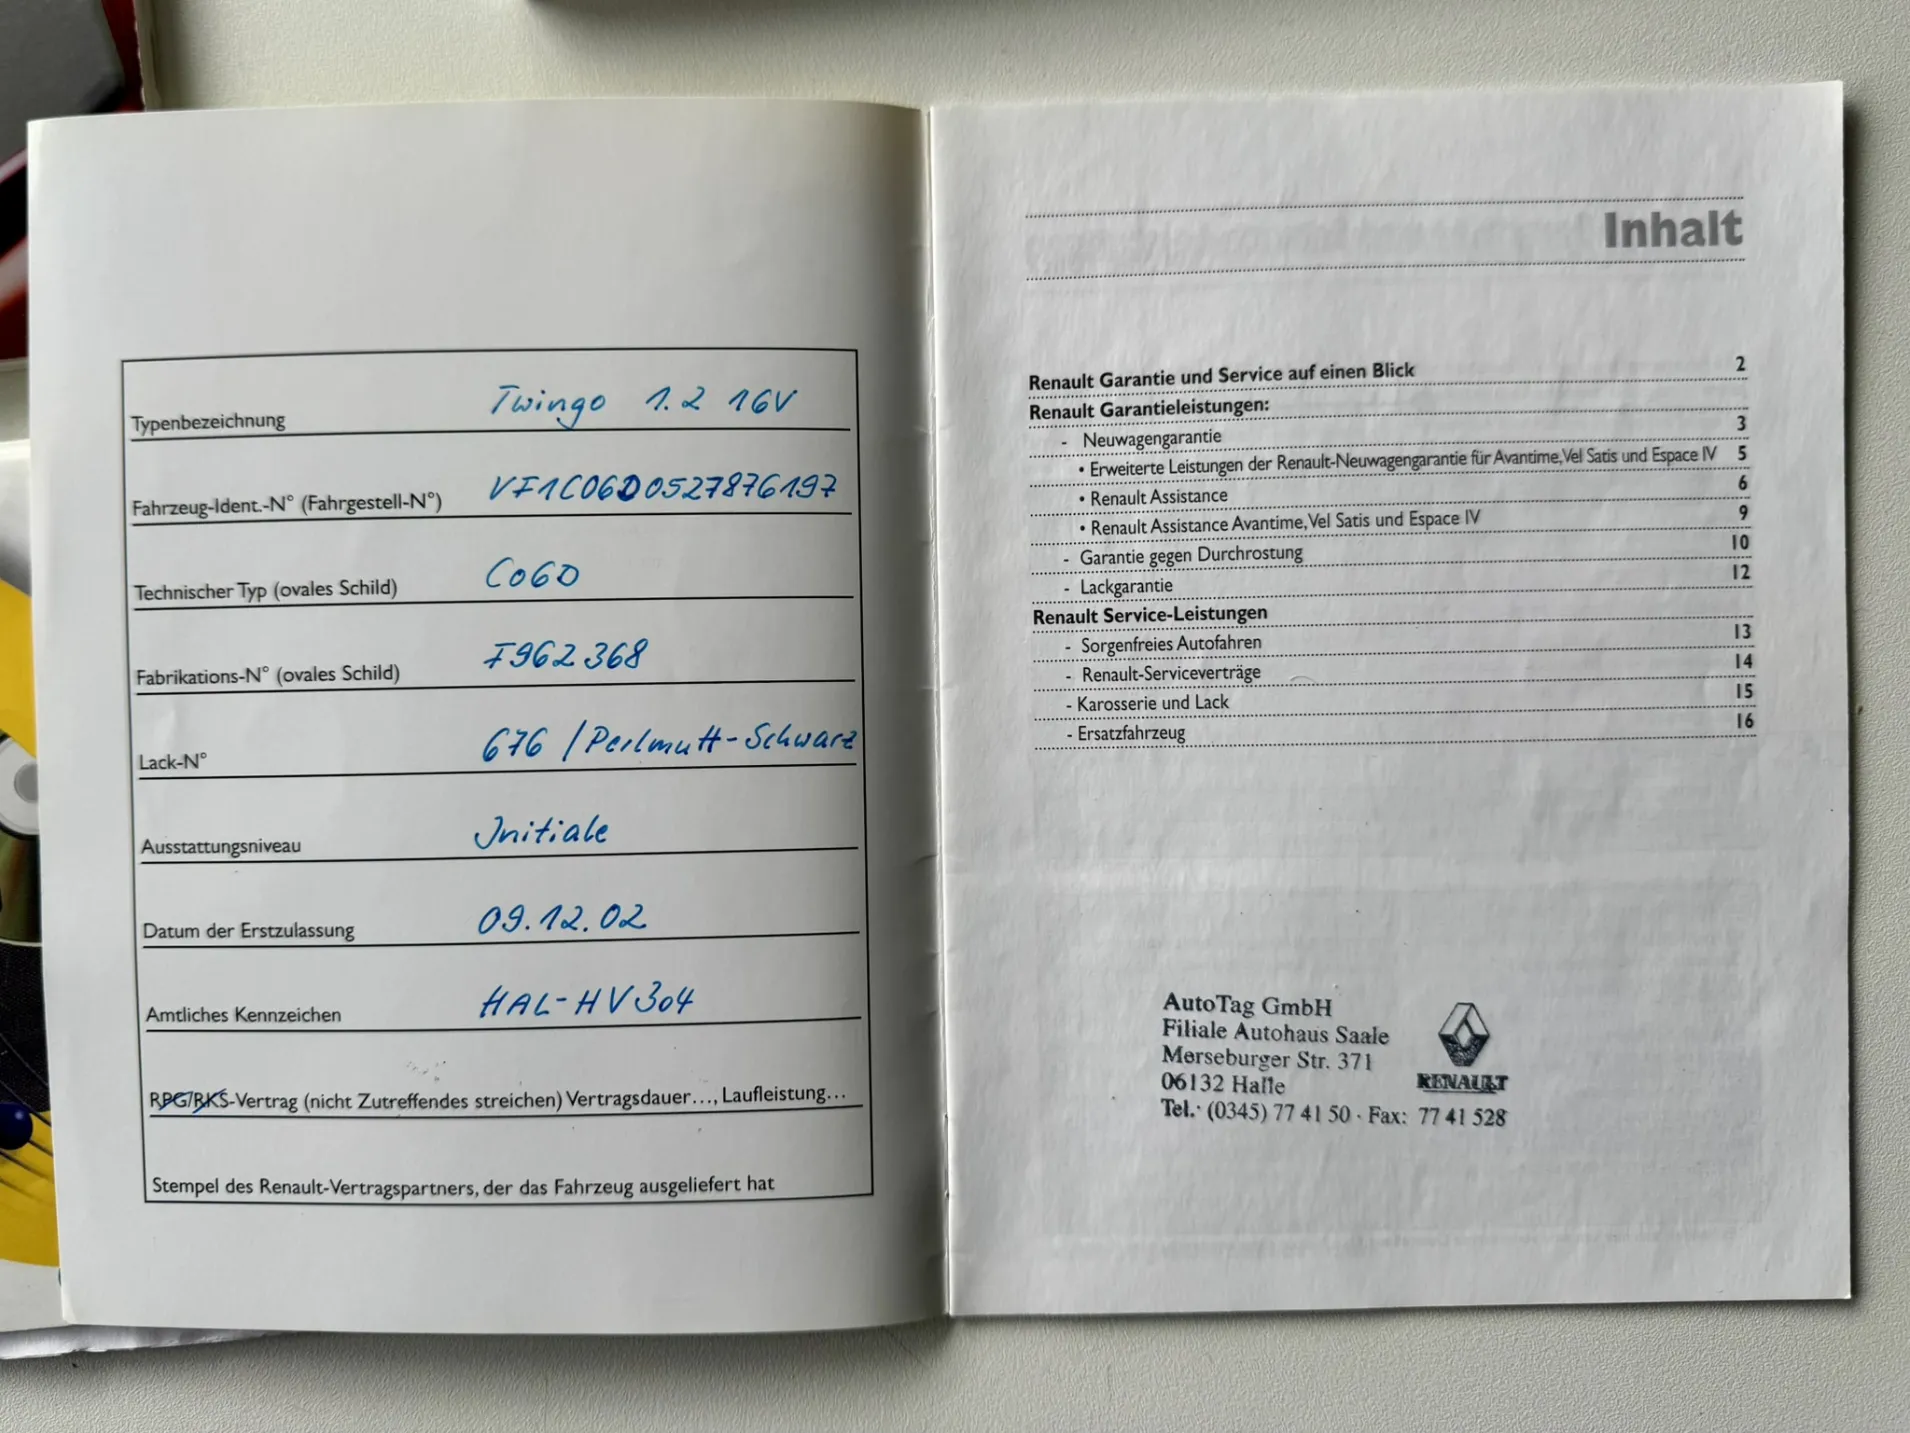 Typenbezeichnung Twingo 1.2 16V
Fahrzeug-Ident.-N° (Fahrgestell-N°) VF1C06D0527876197
Technischer Typ (ovales Schild) C06D
Fabrikations-N° (ovales Schild) F962368
Lack-N° 676 / Perlmutt-Schwarz
Ausstattungsniveau Initiale
Datum der Erstzulassung 09.12.02
Amtliches Kennzeichen HAL-HV304
RPG/RKS-Vertrag (nicht Zutreffendes streichen) Vertragsdauer..., Laufleistung...
Stempel des Renault-Vertragspartners, der das Fahrzeug ausgeliefert hat
Inhalt
Renault Garantie und Service auf einen Blick 2
Renault Garantieleistungen:
- Neuwagengarantie 3
• Erweiterte Leistungen der Renault-Neuwagengarantie für Avantime, Vel Satis und Espace IV 5
• Renault Assistance 6
• Renault Assistance Avantime, Vel Satis und Espace IV 9
- Garantie gegen Durchrostung 10
- Lackgarantie 12
Renault Service-Leistungen
- Sorgenfreies Autofahren 13
- Renault-Serviceverträge 14
- Karosserie und Lack 15
- Ersatzfahrzeug 16
AutoTag GmbH
Filiale Autohaus Saale
Merseburger Str. 371
06132 Halle
Tel.: (0345) 77 41 50 · Fax: 77 41 528
RENAULT